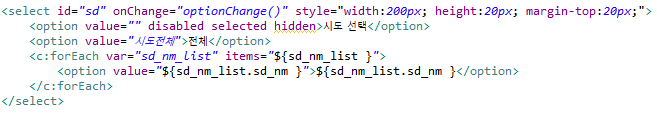 <select id="sd" onChange="optionChange()" style="width:200px; height:20px; margin-top:20px;">
<option value="" disabled selected hidden>시도 선택</option>
<option value="시도전체">전체</option>
<c:forEach var="sd_nm_list" items="${sd_nm_list }">
<option value="${sd_nm_list.sd_nm }">${sd_nm_list.sd_nm }</option>
</c:forEach>
</select>